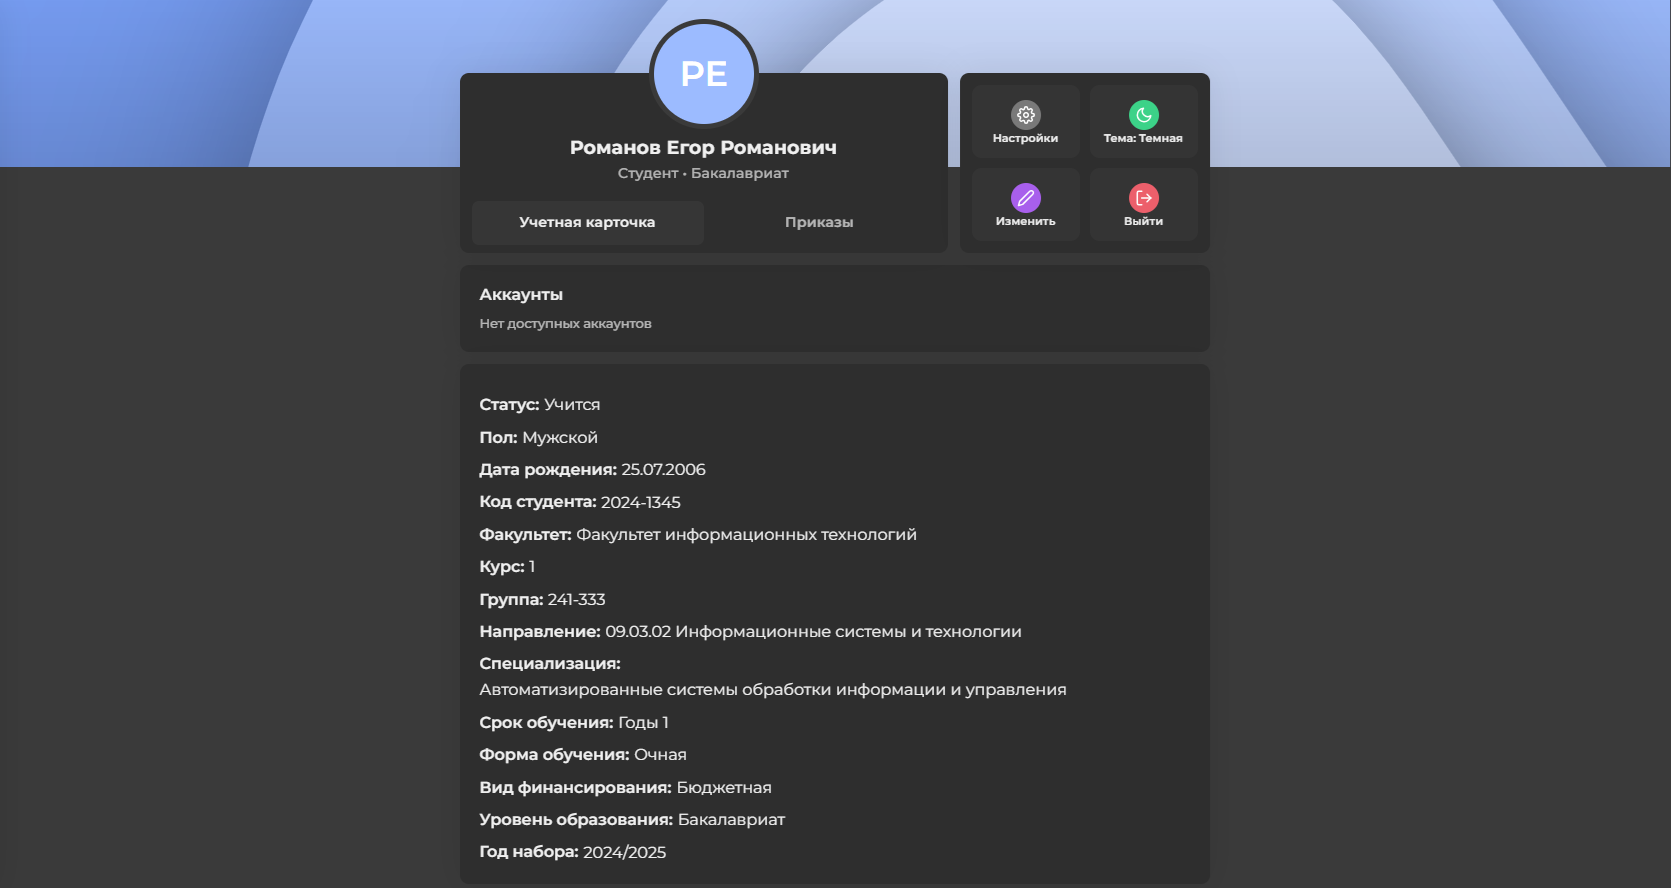 РЕ
Романов Егор Романович
Студент • Бакалавриат
Учетная карточка
Приказы
Настройки
Тема: Темная
Изменить
Выйти
Аккаунты
Нет доступных аккаунтов
Статус: Учится
Пол: Мужской
Дата рождения: 25.07.2006
Код студента: 2024-1345
Факультет: Факультет информационных технологий
Курс: 1
Группа: 241-333
Направление: 09.03.02 Информационные системы и технологии
Специализация:
Автоматизированные системы обработки информации и управления
Срок обучения: Годы 1
Форма обучения: Очная
Вид финансирования: Бюджетная
Уровень образования: Бакалавриат
Год набора: 2024/2025